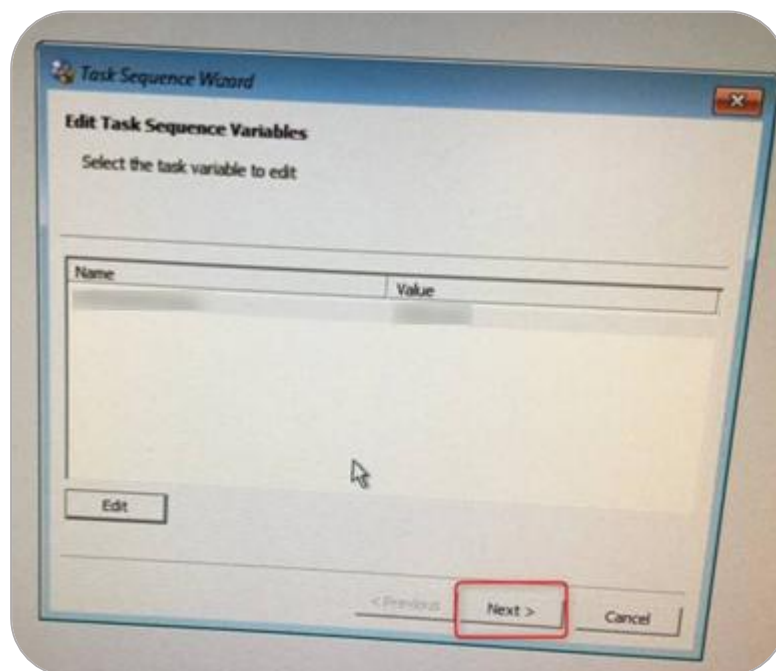 Task Sequence Wizard
Edit Task Sequence Variables
Select the task variable to edit
Name Value
Edit
< Previous Next > Cancel